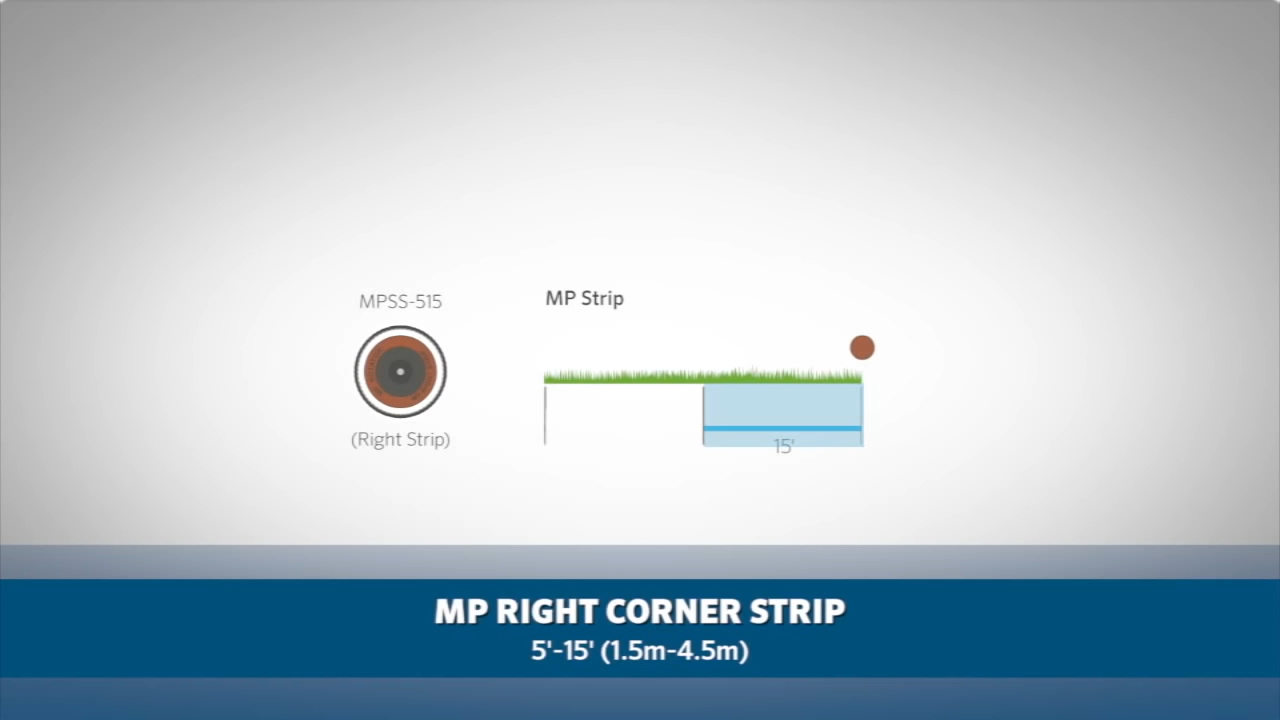 MPSS-515
MP Strip
(Right Strip)
15'
MP RIGHT CORNER STRIP
5'-15' (1.5m-4.5m)